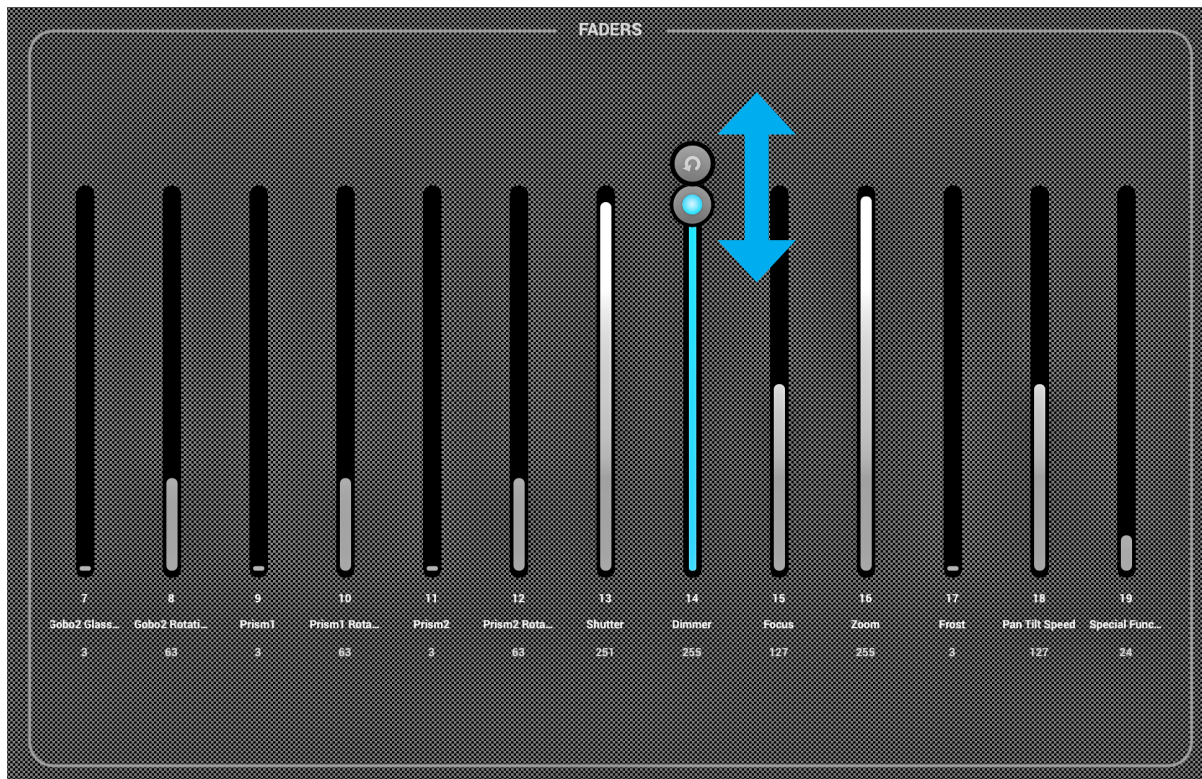 FADERS
7 8 9 10 11 12 13 14 15 16 17 18 19
Gobo2 Glass... Gobo2 Rotati... Prism1 Prism1 Rota... Prism2 Prism2 Rota... Shutter Dimmer Focus Zoom Frost Pan Tilt Speed Special Func...
3 63 3 63 3 63 251 255 127 255 3 127 24